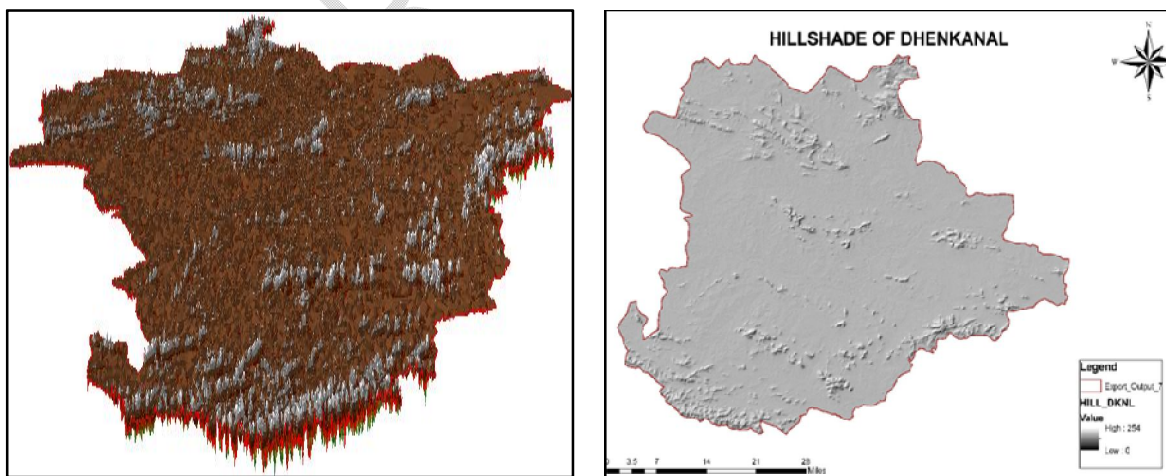 HILLSHADE OF DHENKANAL
N
W
E
S
Legend
Export_Output_7
HILL_DKNL
Value
High : 254
Low : 0
0 3.5 7 14 21 28
Miles